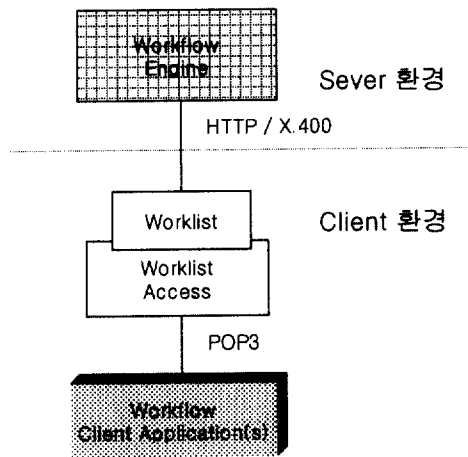 Workflow
Engine
Sever 환경
HTTP / X.400
Worklist
Client 환경
Worklist
Access
POP3
Workflow
Client Application(s)